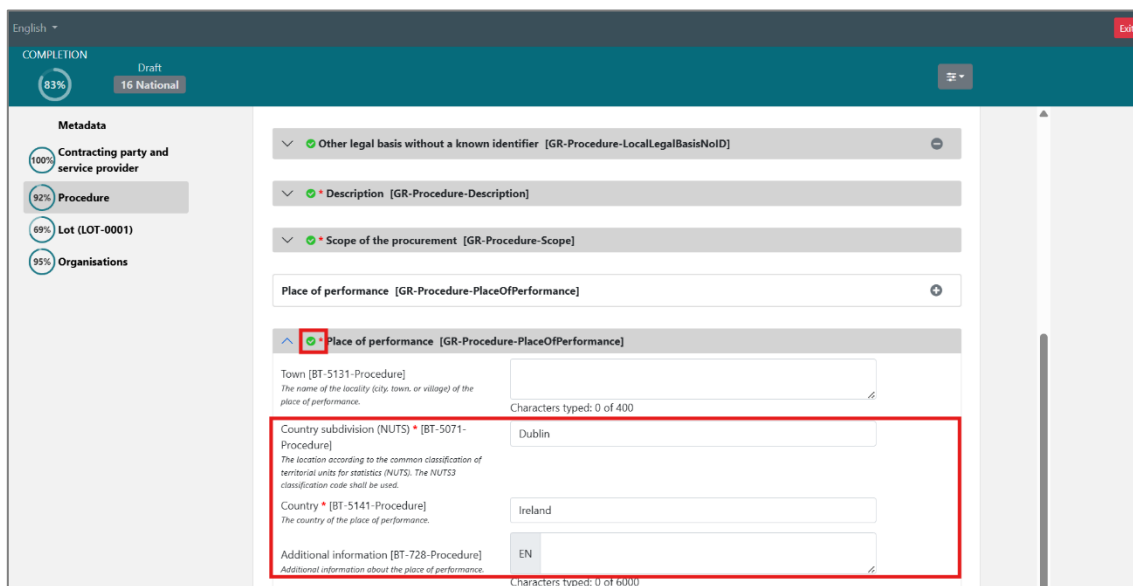 English
Exit
COMPLETION
83%
Draft
16 National
Metadata
100% Contracting party and
service provider
92% Procedure
69% Lot (LOT-0001)
95% Organisations
Other legal basis without a known identifier [GR-Procedure-LocalLegalBasisNoID]
* Description [GR-Procedure-Description]
* Scope of the procurement [GR-Procedure-Scope]
Place of performance [GR-Procedure-PlaceOfPerformance]
* Place of performance [GR-Procedure-PlaceOfPerformance]
Town [BT-5131-Procedure]
The name of the locality (city, town, or village) of the
place of performance.
Characters typed: 0 of 400
Country subdivision (NUTS) * [BT-5071-
Procedure]
Dublin
The location according to the common classification of
territorial units for statistics (NUTS). The NUTS3
classification code shall be used.
Country * [BT-5141-Procedure]
Ireland
The country of the place of performance.
Additional information [BT-728-Procedure]
EN
Additional information about the place of performance.
Characters typed: 0 of 6000